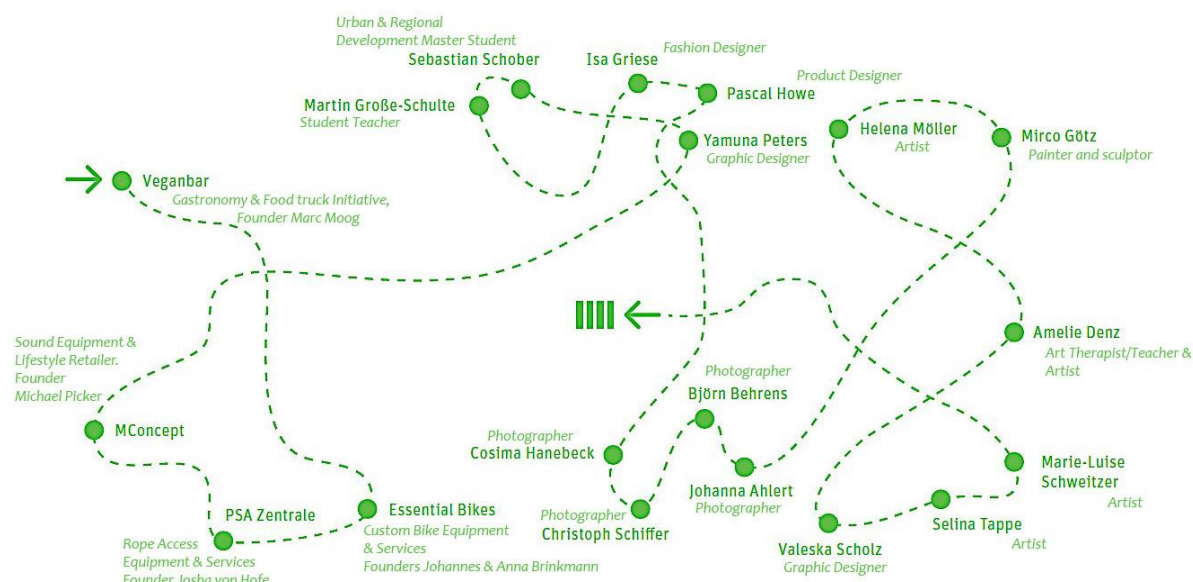 Urban & Regional
Development Master Student
Sebastian Schober
Martin Große-Schulte
Student Teacher
Isa Griese
Fashion Designer
Pascal Howe
Yamuna Peters
Graphic Designer
Product Designer
Helena Möller
Artist
Mirco Götz
Painter and sculptor
Veganbar
Gastronomy & Food truck Initiative,
Founder Marc Moog
Sound Equipment &
Lifestyle Retailer.
Founder
Michael Picker
MConcept
PSA Zentrale
Rope Access
Equipment & Services
Founder Josha von Hofe
Essential Bikes
Custom Bike Equipment
& Services
Founders Johannes & Anna Brinkmann
Photographer
Cosima Hanebeck
Photographer
Christoph Schiffer
Photographer
Björn Behrens
Johanna Ahlert
Photographer
Amelie Denz
Art Therapist/Teacher &
Artist
Marie-Luise
Schweitzer
Artist
Selina Tappe
Artist
Valeska Scholz
Graphic Designer